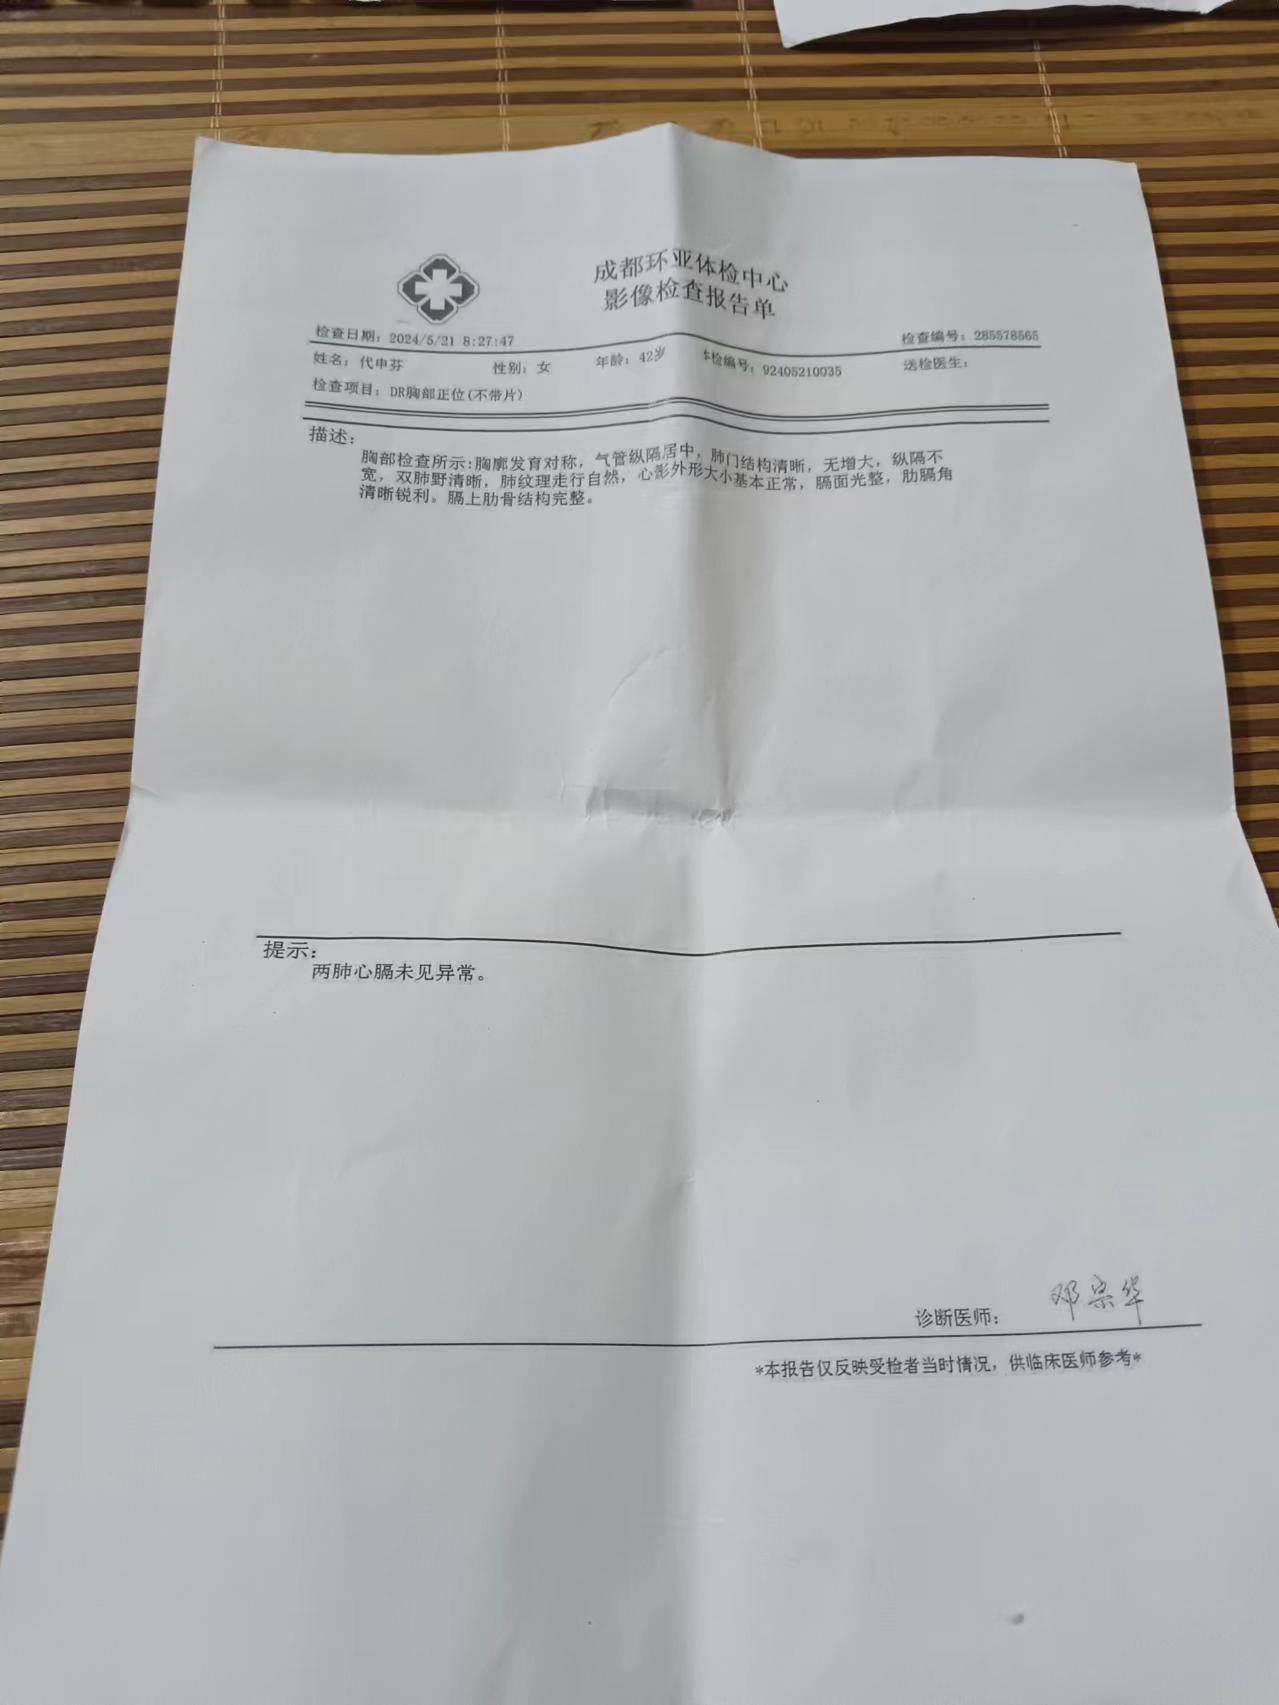 成都环亚体检中心
影像检查报告单
检查日期：2024/5/21 8:27:47 检查编号：285578565
姓名：代申芬 性别：女 年龄：42岁 体检编号：92405210035 送检医生：
检查项目：DR胸部正位(不带片)
描述：
胸部检查所示:胸廓发育对称，气管纵隔居中，肺门结构清晰，无增大，纵隔不
宽，双肺野清晰，肺纹理走行自然，心影外形大小基本正常，膈面光整，肋膈角
清晰锐利。膈上肋骨结构完整。
提示：
两肺心膈未见异常。
诊断医师： 邓宗华
*本报告仅反映受检者当时情况，供临床医师参考*